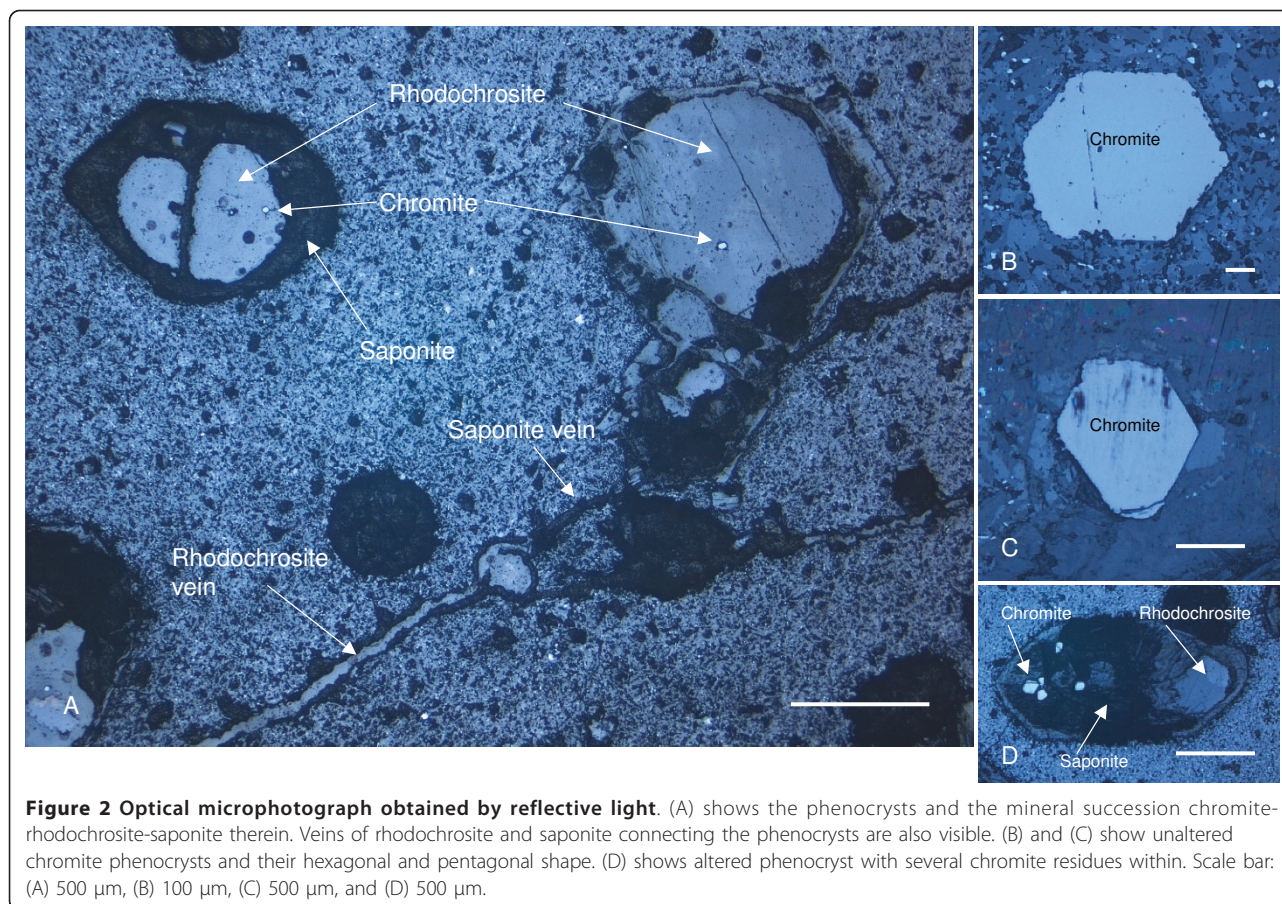 Rhodochrosite
Chromite
Saponite
Saponite vein
Rhodochrosite
vein
A
Chromite
B
Chromite
C
Chromite
Rhodochrosite
Saponite
D
Figure 2 Optical microphotograph obtained by reflective light. (A) shows the phenocrysts and the mineral succession chromite-
rhodochrosite-saponite therein. Veins of rhodochrosite and saponite connecting the phenocrysts are also visible. (B) and (C) show unaltered
chromite phenocrysts and their hexagonal and pentagonal shape. (D) shows altered phenocryst with several chromite residues within. Scale bar:
(A) 500 μm, (B) 100 μm, (C) 500 μm, and (D) 500 μm.